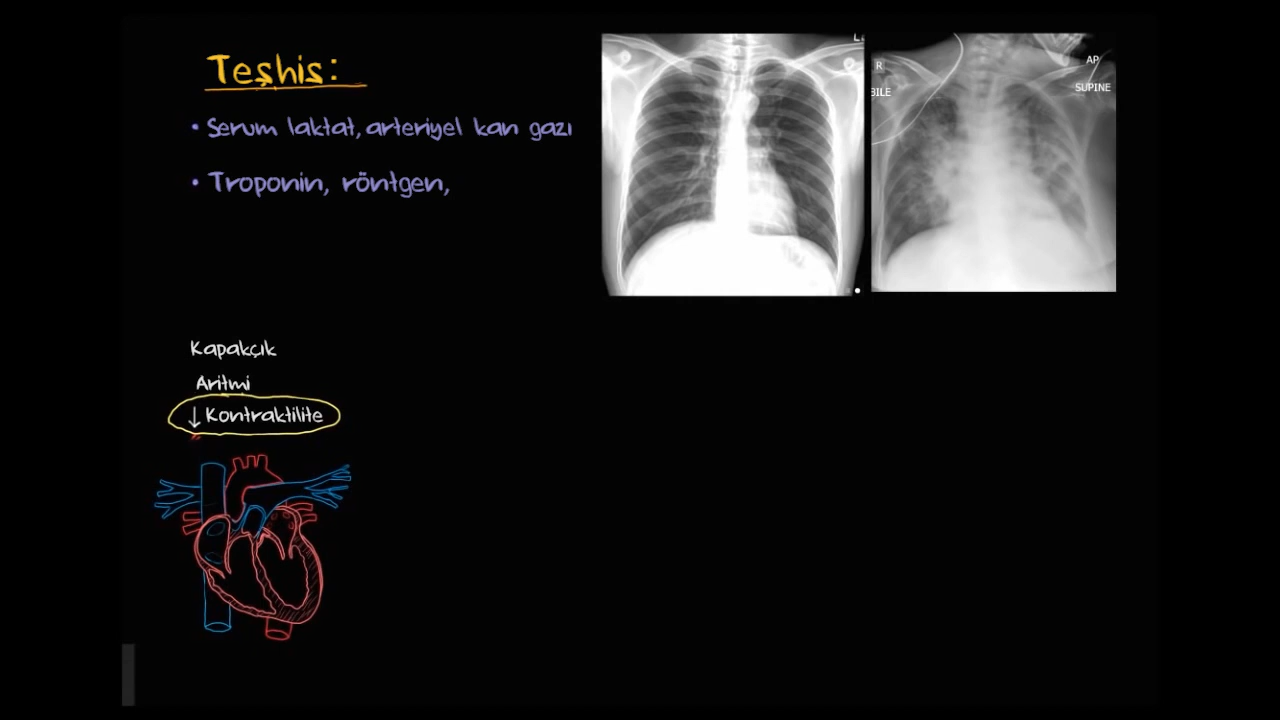 Teşhis:
• Serum laktat, arteriyel kan gazı
• Troponin, röntgen,
L
R
BILE
AP
SUPINE
Kapakçık
Aritmi
↓ Kontraktilite